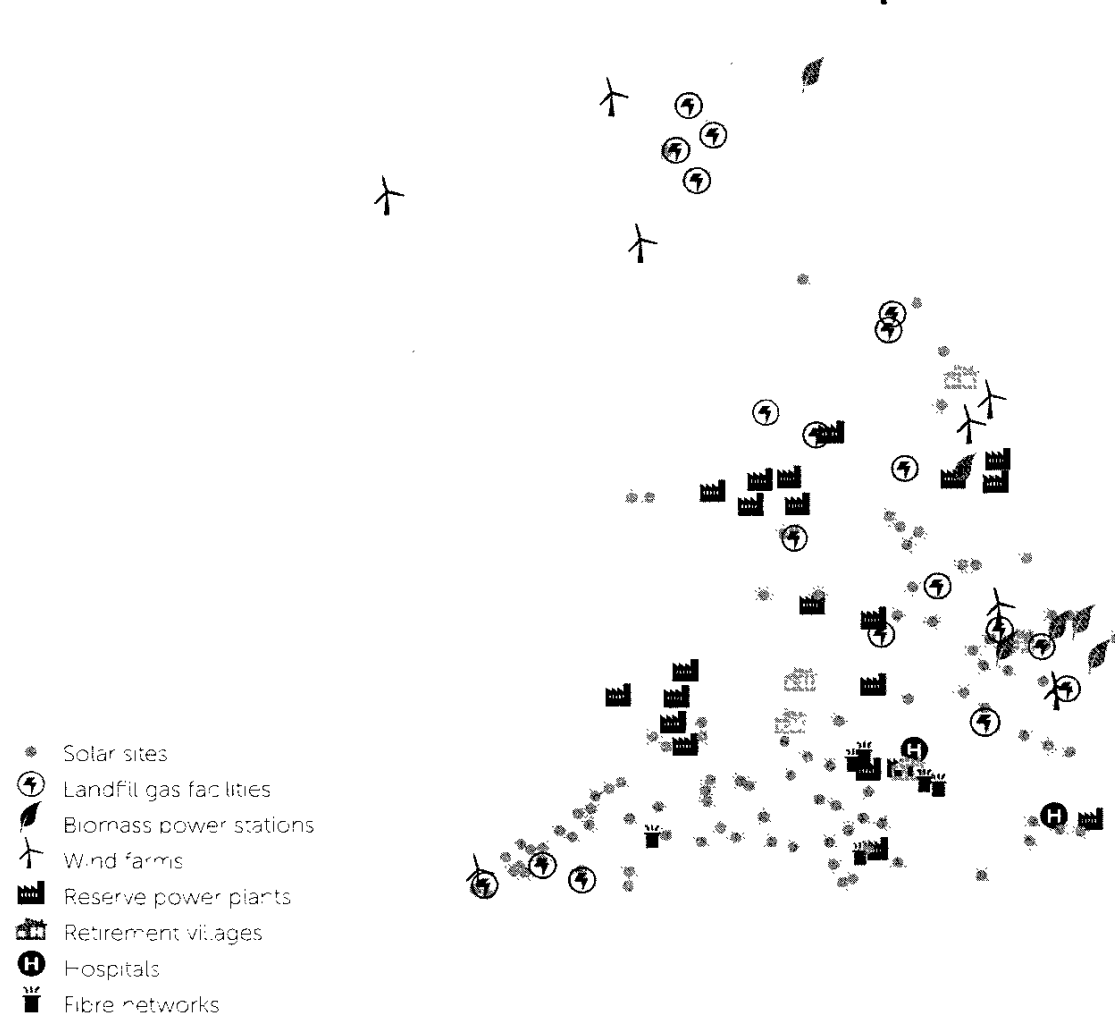 Solar sites
Landfill gas facilities
Biomass power stations
Wind farms
Reserve power plants
Retirement villages
Hospitals
Fibre networks